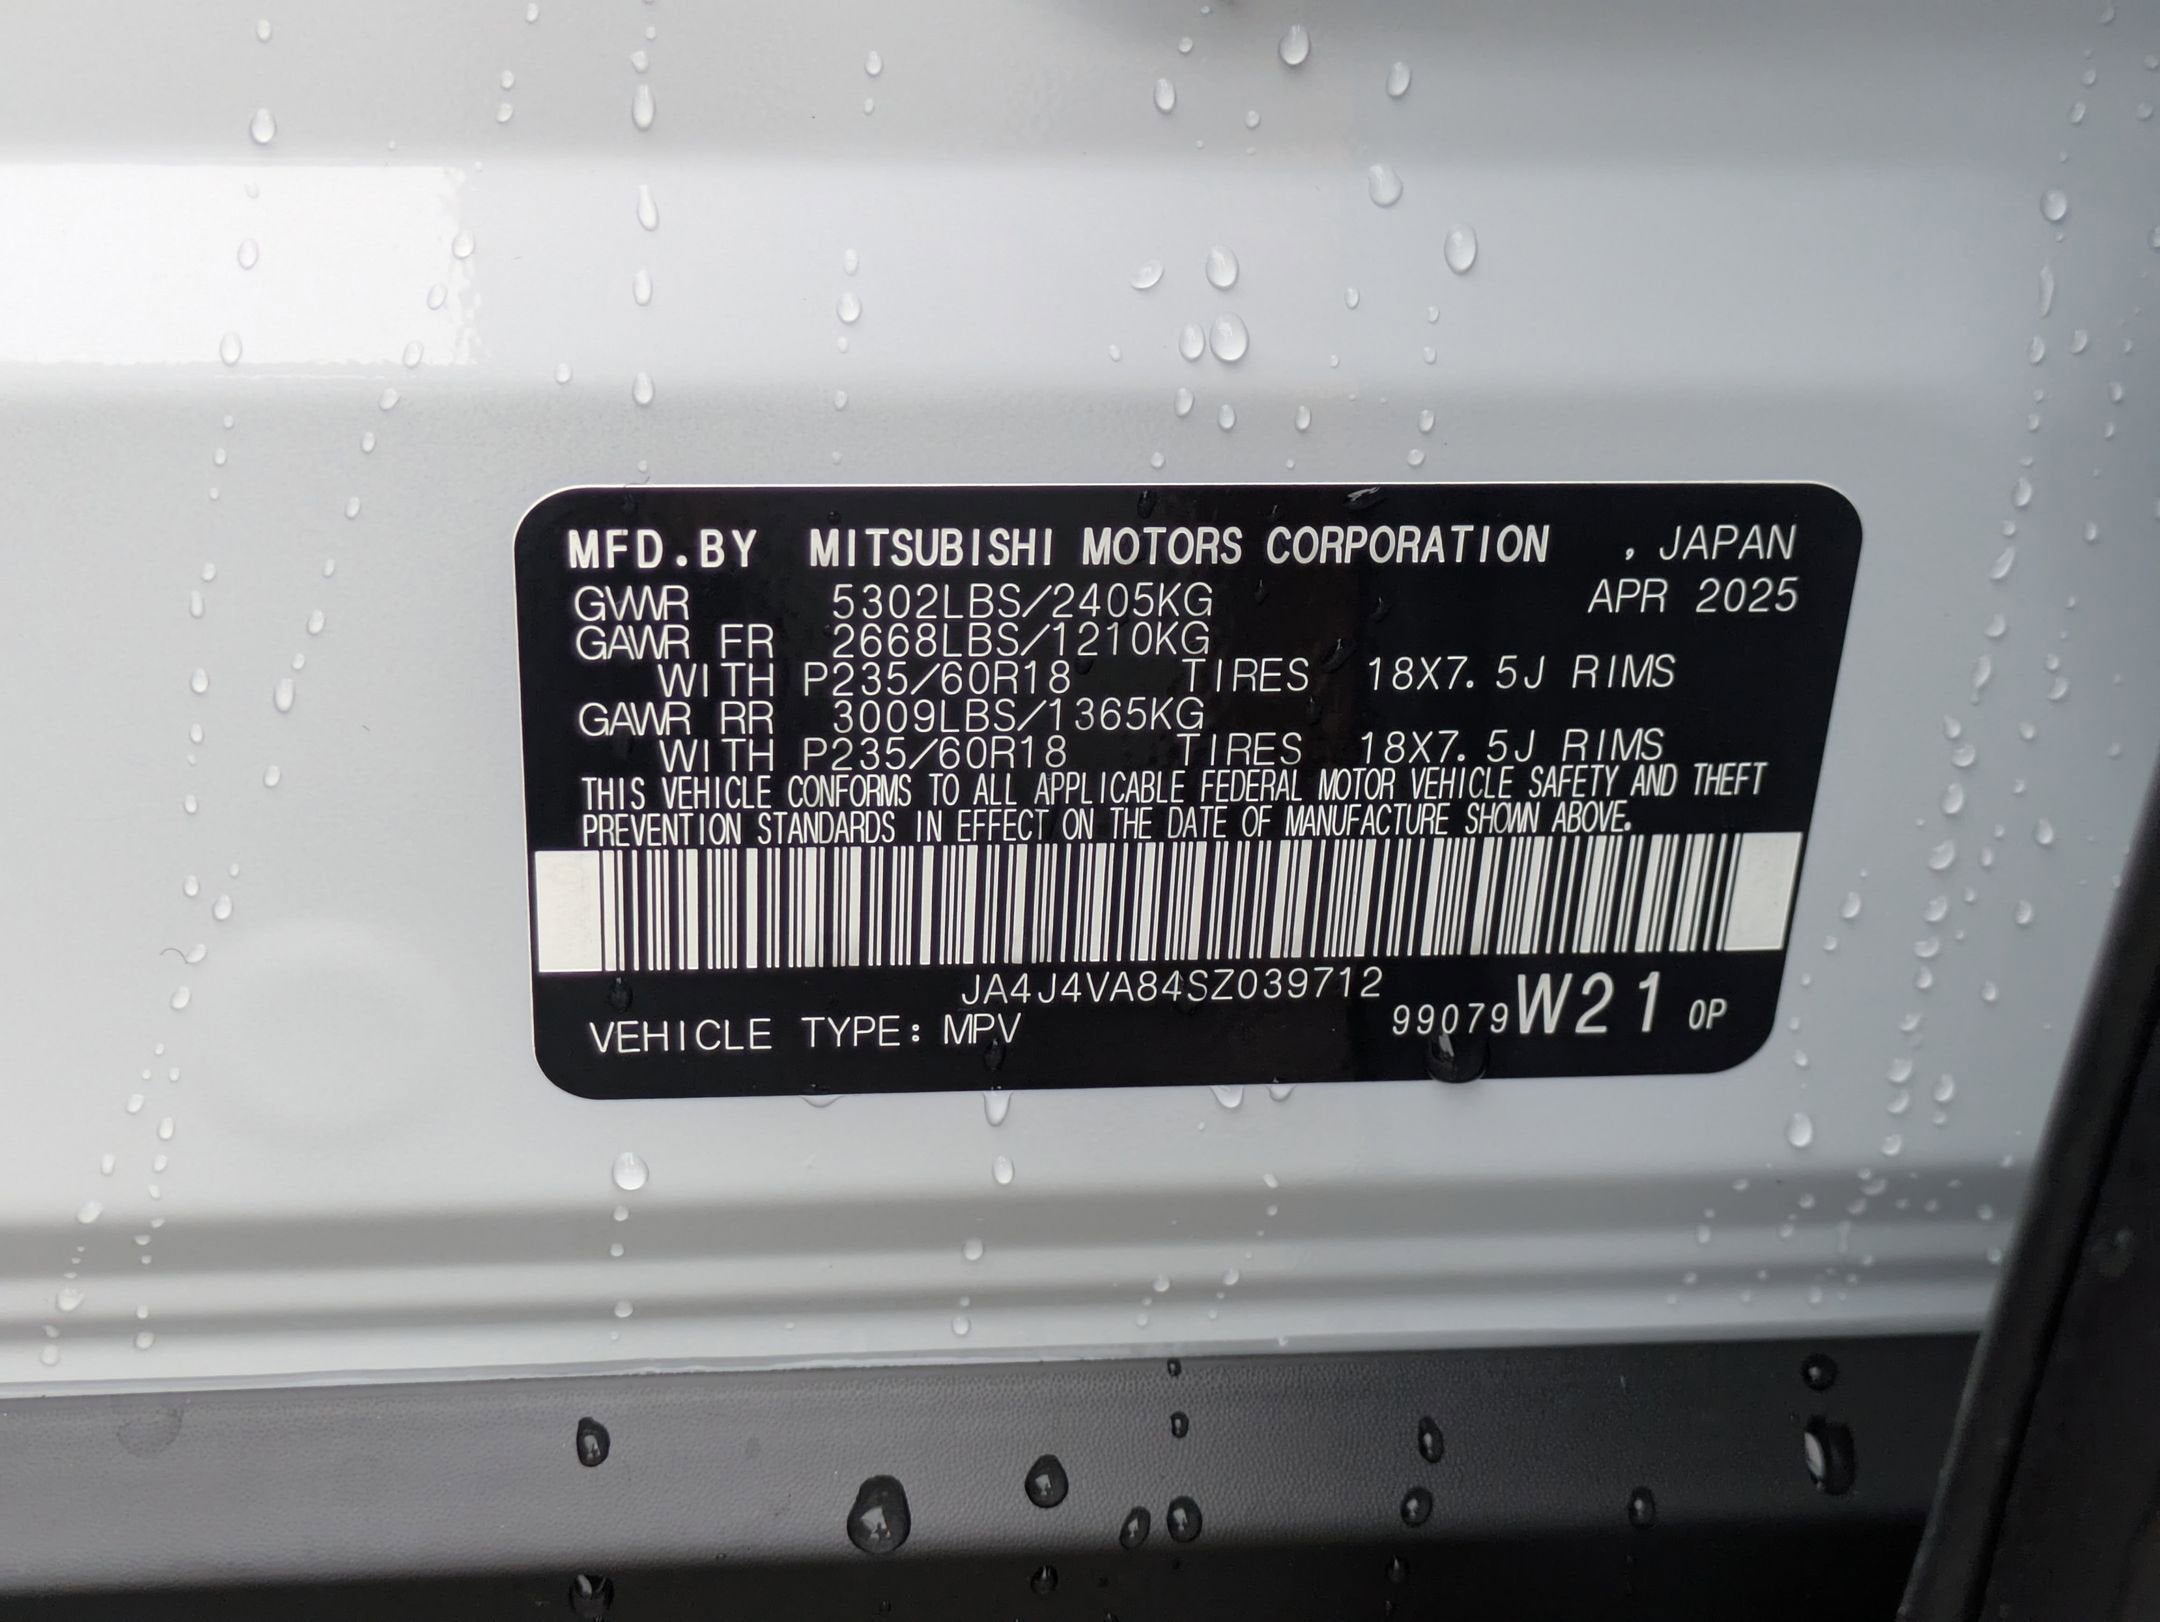 MFD.BY MITSUBISHI MOTORS CORPORATION , JAPAN
GVWR 5302LBS/2405KG APR 2025
GAWR FR 2668LBS/1210KG
WITH P235/60R18 TIRES 18X7.5J RIMS
GAWR RR 3009LBS/1365KG
WITH P235/60R18 TIRES 18X7.5J RIMS
THIS VEHICLE CONFORMS TO ALL APPLICABLE FEDERAL MOTOR VEHICLE SAFETY AND THEFT
PREVENTION STANDARDS IN EFFECT ON THE DATE OF MANUFACTURE SHOWN ABOVE.
JA4J4VA84SZ039712
VEHICLE TYPE: MPV 99079W21 0P